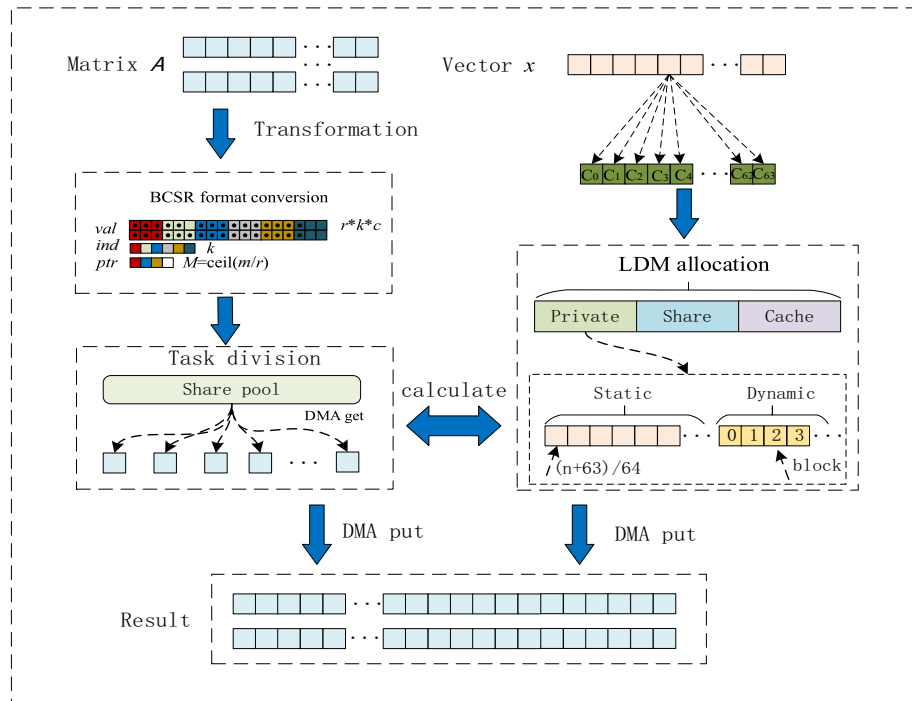 Matrix A
···
···
···
Vector x
···
Transformation
C0 C1 C2 C3 C4 ··· C62 C63
BCSR format conversion
val r*k*c
ind k
ptr M=ceil(m/r)
LDM allocation
Private Share Cache
Task division
Share pool
DMA get
···
calculate
Static Dynamic
··· 0 1 2 3 ···
(n+63)/64 block
DMA put DMA put
Result
···
···